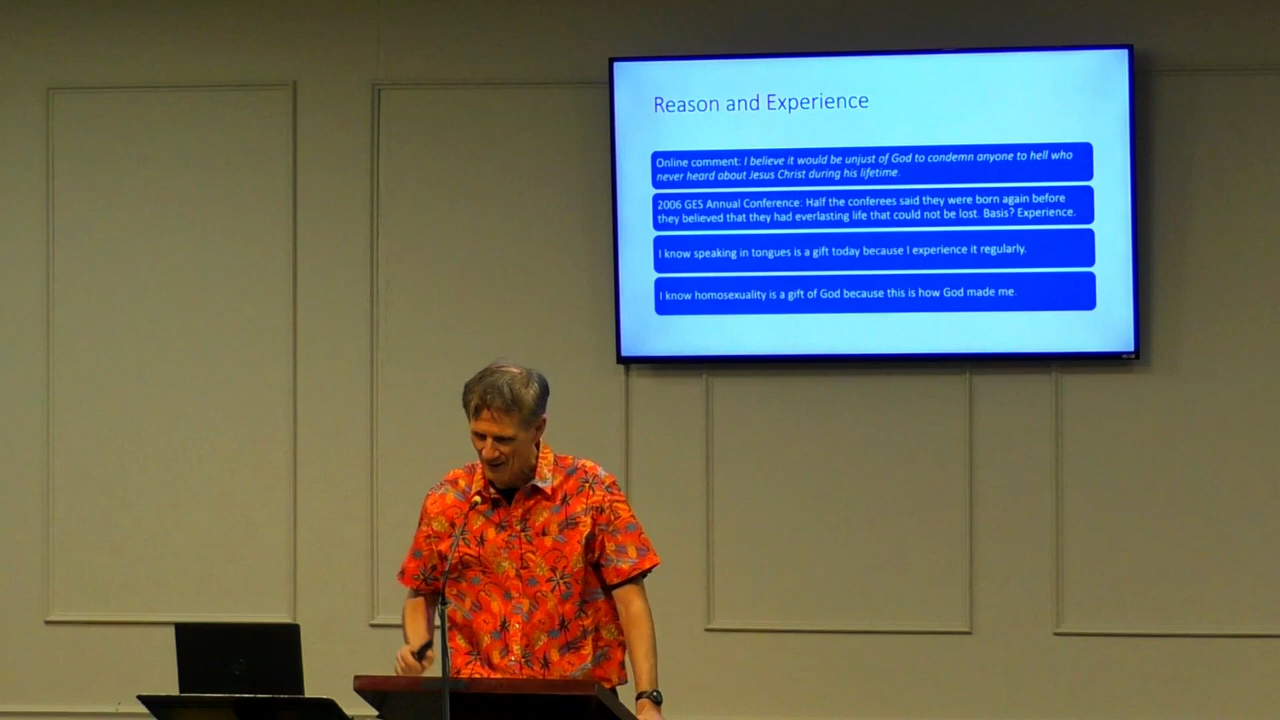 Reason and Experience
Online comment: I believe it would be unjust of God to condemn anyone to hell who
never heard about Jesus Christ during his lifetime.
2006 GES Annual Conference: Half the conferees said they were born again before
they believed that they had everlasting life that could not be lost. Basis? Experience.
I know speaking in tongues is a gift today because I experience it regularly.
I know homosexuality is a gift of God because this is how God made me.